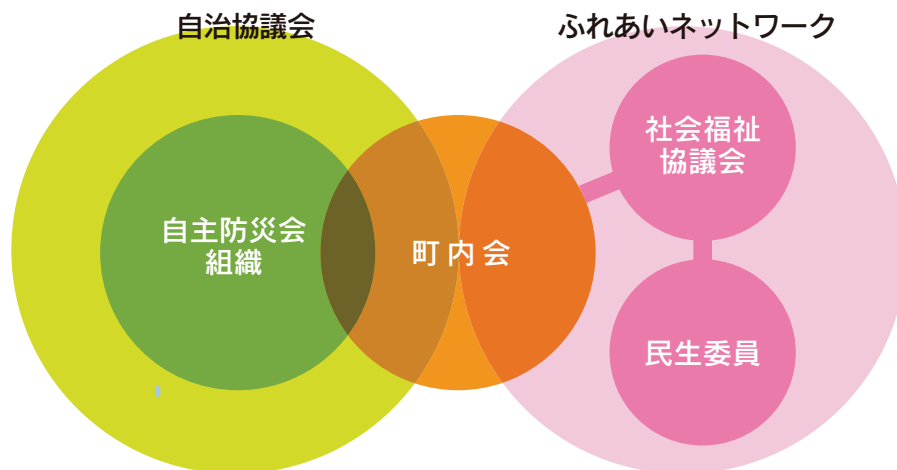 自治協議会
ふれあいネットワーク
社会福祉
協議会
自主防災会
組織
町内会
民生委員